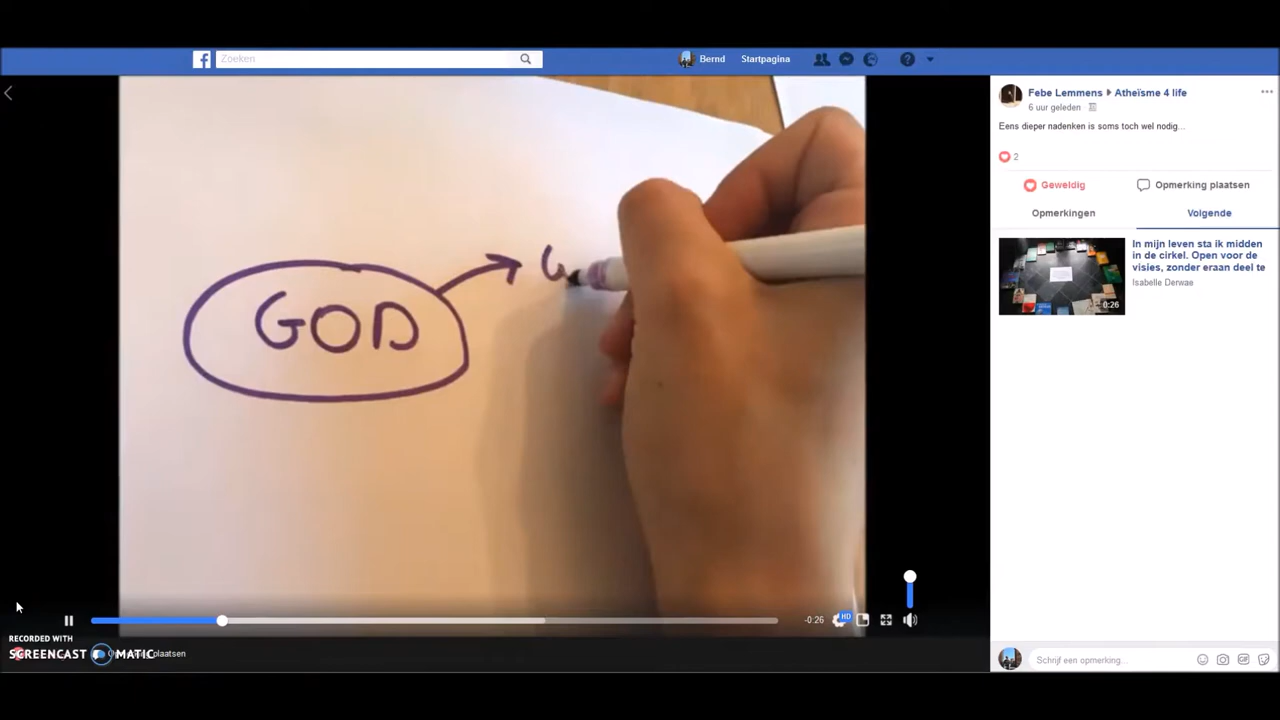 f
Zoeken
Bernd
Startpagina
GOD
Febe Lemmens ▸ Atheïsme 4 life
6 uur geleden
Eens dieper nadenken is soms toch wel nodig...
2
Geweldig
Opmerking plaatsen
Opmerkingen
Volgende
In mijn leven sta ik midden
in de cirkel. Open voor de
visies, zonder eraan deel te
Isabelle Derwae
0:26
-0:26
HD
RECORDED WITH
SCREENCAST MATIC
plaatsen
Schrijf een opmerking...
GIF